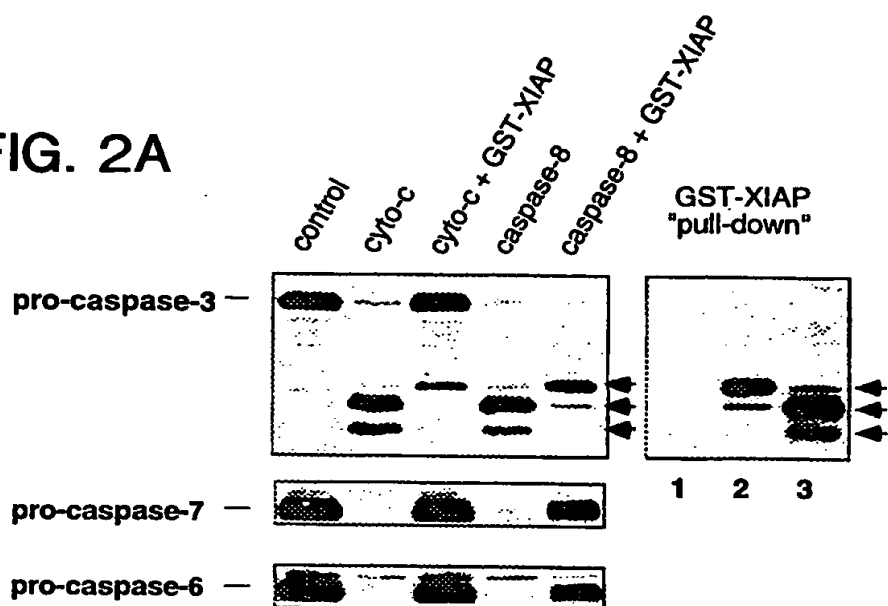 FIG. 2A
control
cyto-c
cyto-c + GST-XIAP
caspase-8
caspase-8 + GST-XIAP
GST-XIAP
"pull-down"
pro-caspase-3
1 2 3
pro-caspase-7
pro-caspase-6